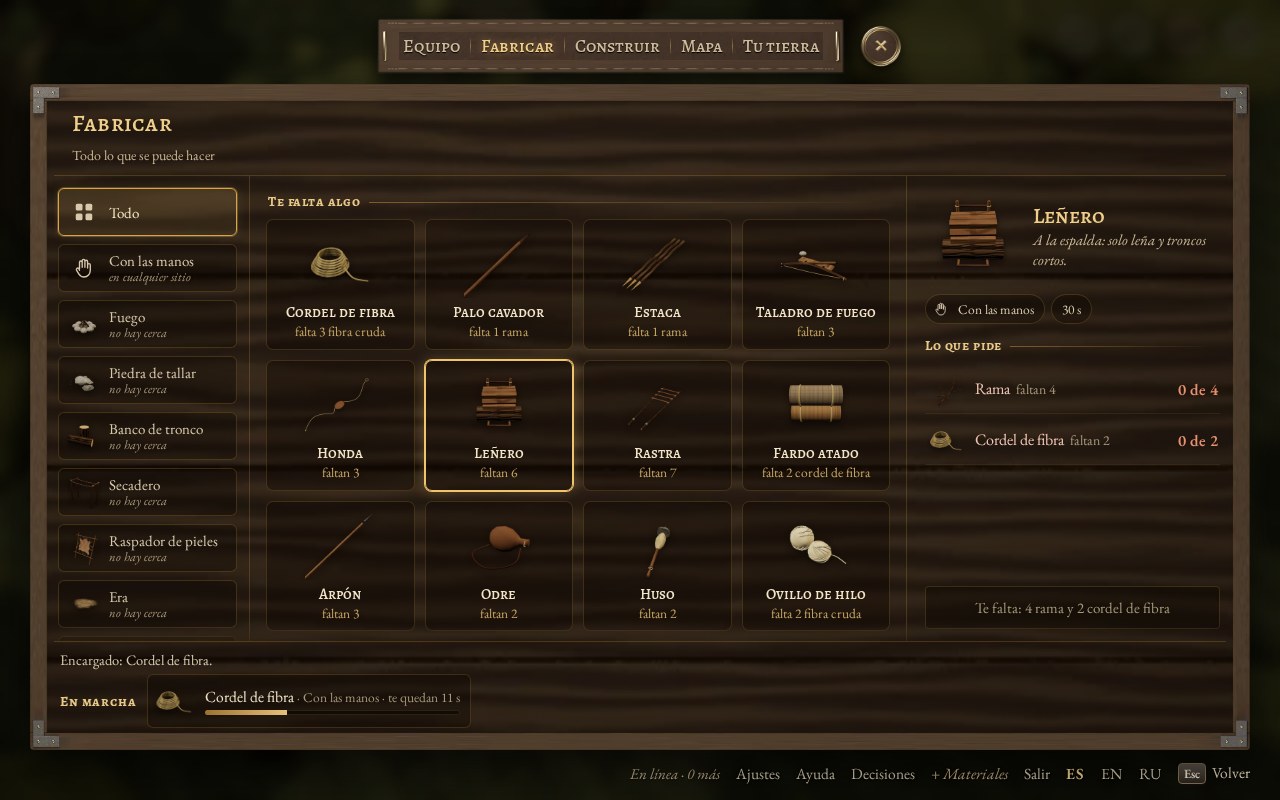 Equipo
Fabricar
Construir
Mapa
Tu tierra
Fabricar
Todo lo que se puede hacer
Todo
Con las manos
en cualquier sitio
Fuego
no hay cerca
Piedra de tallar
no hay cerca
Banco de tronco
no hay cerca
Secadero
no hay cerca
Raspador de pieles
no hay cerca
Era
no hay cerca
Te falta algo
Cordel de fibra
falta 3 fibra cruda
Palo cavador
falta 1 rama
Estaca
falta 1 rama
Taladro de fuego
faltan 3
Honda
faltan 3
Leñero
faltan 6
Rastra
faltan 7
Fardo atado
falta 2 cordel de fibra
Arpón
faltan 3
Odre
faltan 2
Huso
faltan 2
Ovillo de hilo
falta 2 fibra cruda
Leñero
A la espalda: solo leña y troncos
cortos.
Con las manos
30 s
Lo que pide
Rama faltan 4 0 de 4
Cordel de fibra faltan 2 0 de 2
Te falta: 4 rama y 2 cordel de fibra
Encargado: Cordel de fibra.
En marcha
Cordel de fibra · Con las manos · te quedan 11 s
En línea · 0 más
Ajustes
Ayuda
Decisiones
+ Materiales
Salir
ES
EN
RU
Esc
Volver